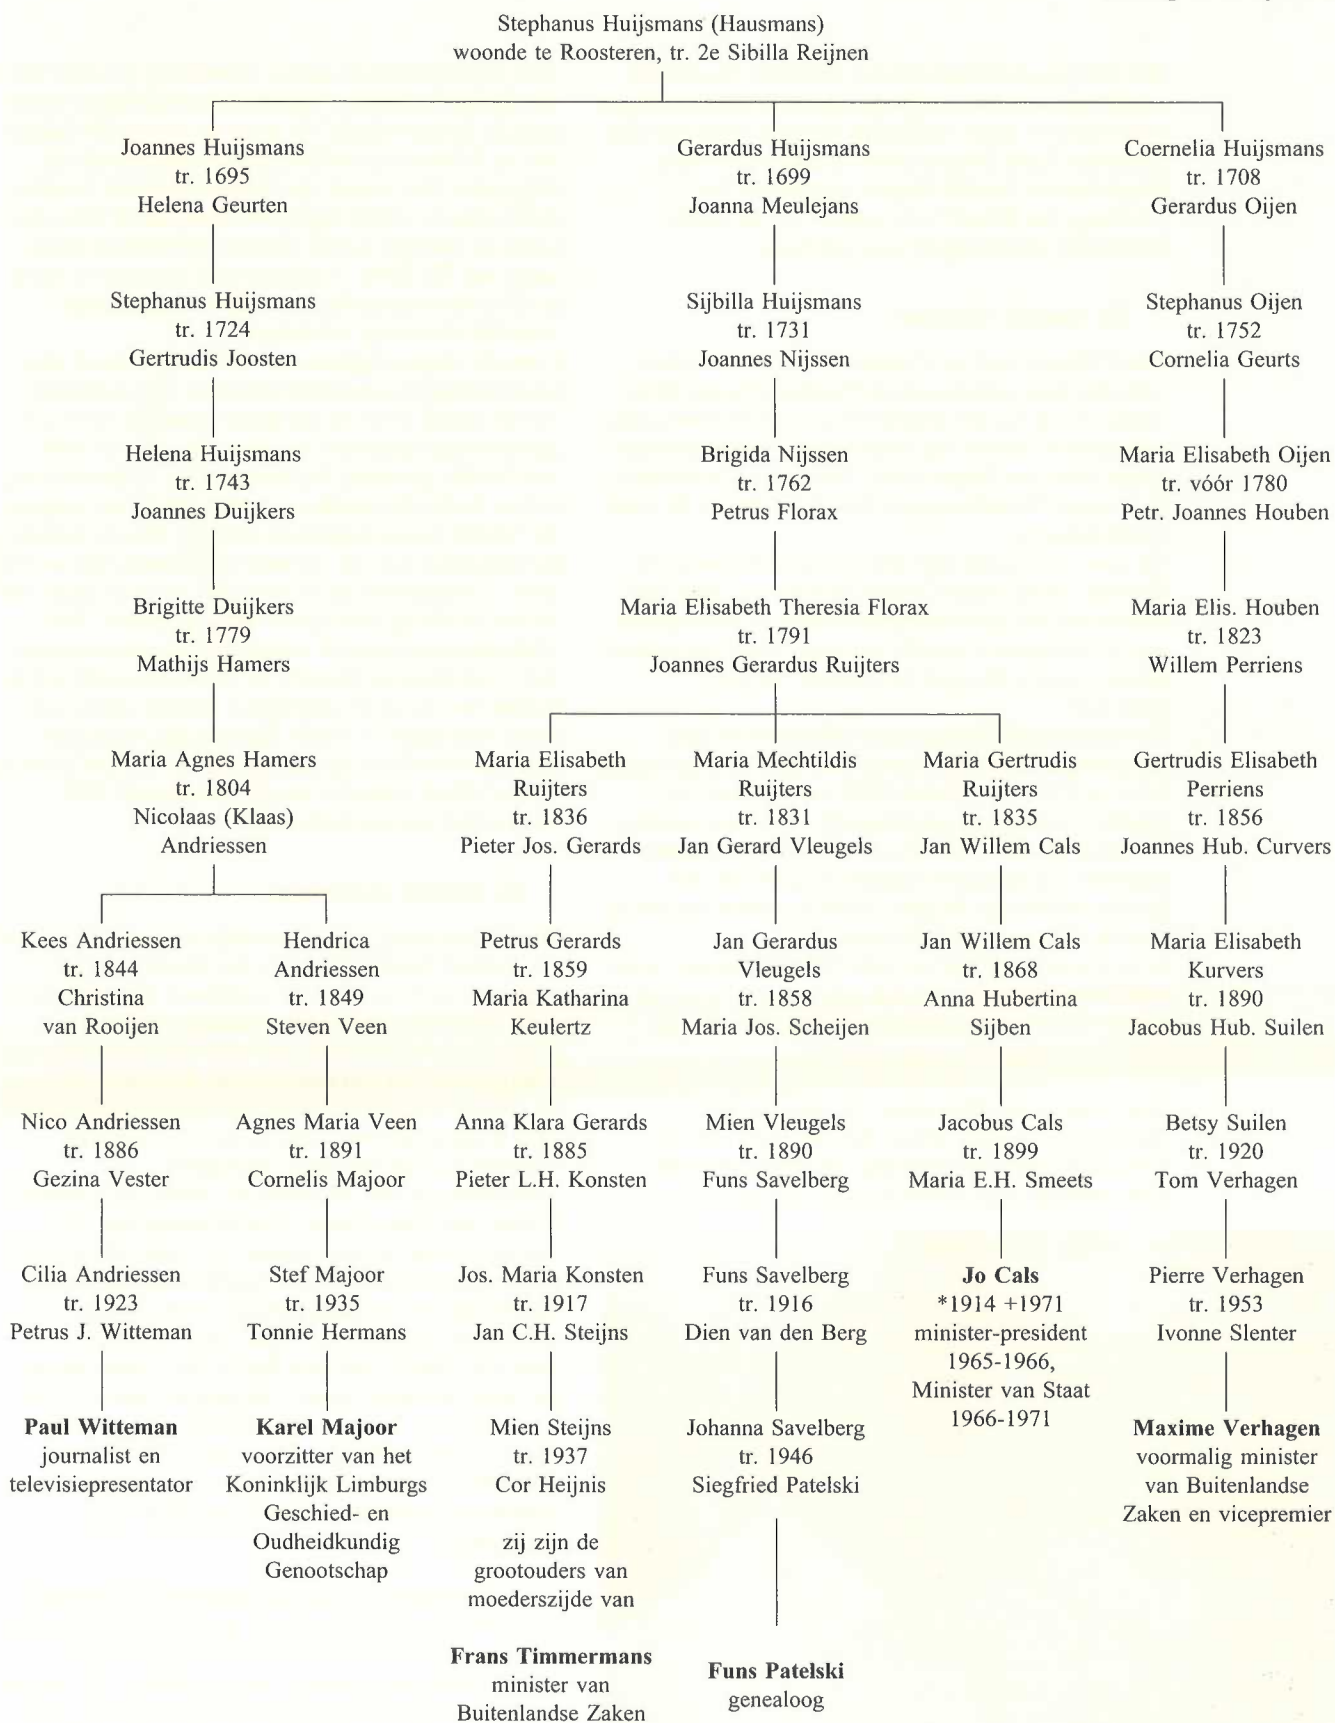 Stephanus Huijsmans (Hausmans)
woonde te Roosteren, tr. 2e Sibilla Reijnen
Joannes Huijsmans
tr. 1695
Helena Geurten
Gerardus Huijsmans
tr. 1699
Joanna Meulejans
Coernelia Huijsmans
tr. 1708
Gerardus Oijen
Stephanus Huijsmans
tr. 1724
Gertrudis Joosten
Sijbilla Huijsmans
tr. 1731
Joannes Nijssen
Stephanus Oijen
tr. 1752
Cornelia Geurts
Helena Huijsmans
tr. 1743
Joannes Duijkers
Brigida Nijssen
tr. 1762
Petrus Florax
Maria Elisabeth Oijen
tr. vóór 1780
Petr. Joannes Houben
Brigitte Duijkers
tr. 1779
Mathijs Hamers
Maria Elisabeth Theresia Florax
tr. 1791
Joannes Gerardus Ruijters
Maria Elis. Houben
tr. 1823
Willem Perriens
Maria Agnes Hamers
tr. 1804
Nicolaas (Klaas)
Andriessen
Maria Elisabeth
Ruijters
tr. 1836
Pieter Jos. Gerards
Maria Mechtildis
Ruijters
tr. 1831
Jan Gerard Vleugels
Maria Gertrudis
Ruijters
tr. 1835
Jan Willem Cals
Gertrudis Elisabeth
Perriens
tr. 1856
Joannes Hub. Curvers
Kees Andriessen
tr. 1844
Christina
van Rooijen
Hendrica
Andriessen
tr. 1849
Steven Veen
Petrus Gerards
tr. 1859
Maria Katharina
Keulertz
Jan Gerardus
Vleugels
tr. 1858
Maria Jos. Scheijen
Jan Willem Cals
tr. 1868
Anna Hubertina
Sijben
Maria Elisabeth
Kurvers
tr. 1890
Jacobus Hub. Suilen
Nico Andriessen
tr. 1886
Gezina Vester
Agnes Maria Veen
tr. 1891
Cornelis Majoor
Anna Klara Gerards
tr. 1885
Pieter L.H. Konsten
Mien Vleugels
tr. 1890
Funs Savelberg
Jacobus Cals
tr. 1899
Maria E.H. Smeets
Betsy Suilen
tr. 1920
Tom Verhagen
Cilia Andriessen
tr. 1923
Petrus J. Witteman
Stef Majoor
tr. 1935
Tonnie Hermans
Jos. Maria Konsten
tr. 1917
Jan C.H. Steijns
Funs Savelberg
tr. 1916
Dien van den Berg
Jo Cals
*1914 +1971
minister-president
1965-1966,
Minister van Staat
1966-1971
Pierre Verhagen
tr. 1953
Ivonne Slenter
Paul Witteman
journalist en
televisiepresentator
Karel Majoor
voorzitter van het
Koninklijk Limburgs
Geschied- en
Oudheidkundig
Genootschap
Mien Steijns
tr. 1937
Cor Heijnis
zij zijn de
grootouders van
moederszijde van
Frans Timmermans
minister van
Buitenlandse Zaken
Johanna Savelberg
tr. 1946
Siegfried Patelski
Funs Patelski
genealoog
Maxime Verhagen
voormalig minister
van Buitenlandse
Zaken en vicepremier